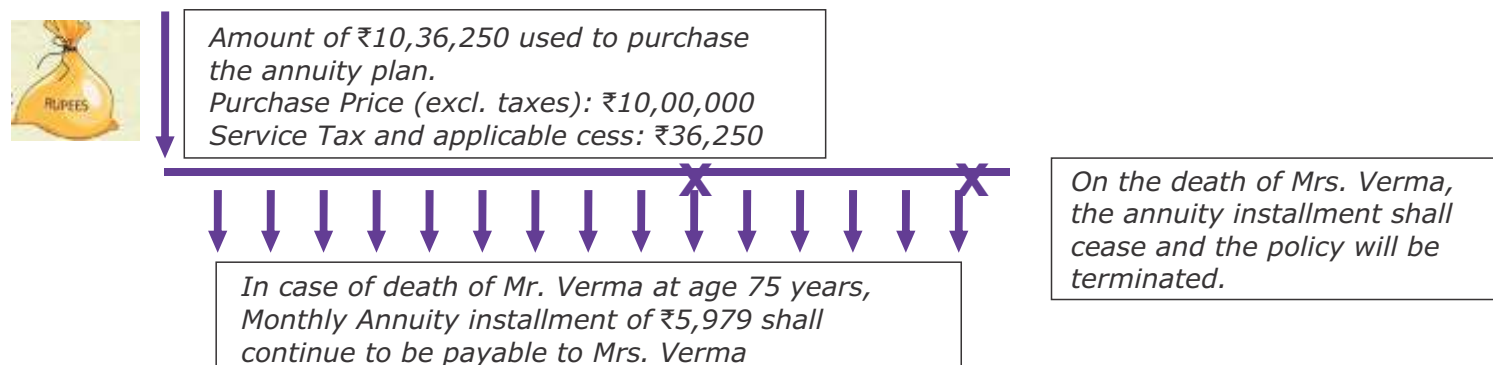 RUPEES
Amount of ₹10,36,250 used to purchase
the annuity plan.
Purchase Price (excl. taxes): ₹10,00,000
Service Tax and applicable cess: ₹36,250
X
X
On the death of Mrs. Verma,
the annuity installment shall
cease and the policy will be
terminated.
In case of death of Mr. Verma at age 75 years,
Monthly Annuity installment of ₹5,979 shall
continue to be payable to Mrs. Verma